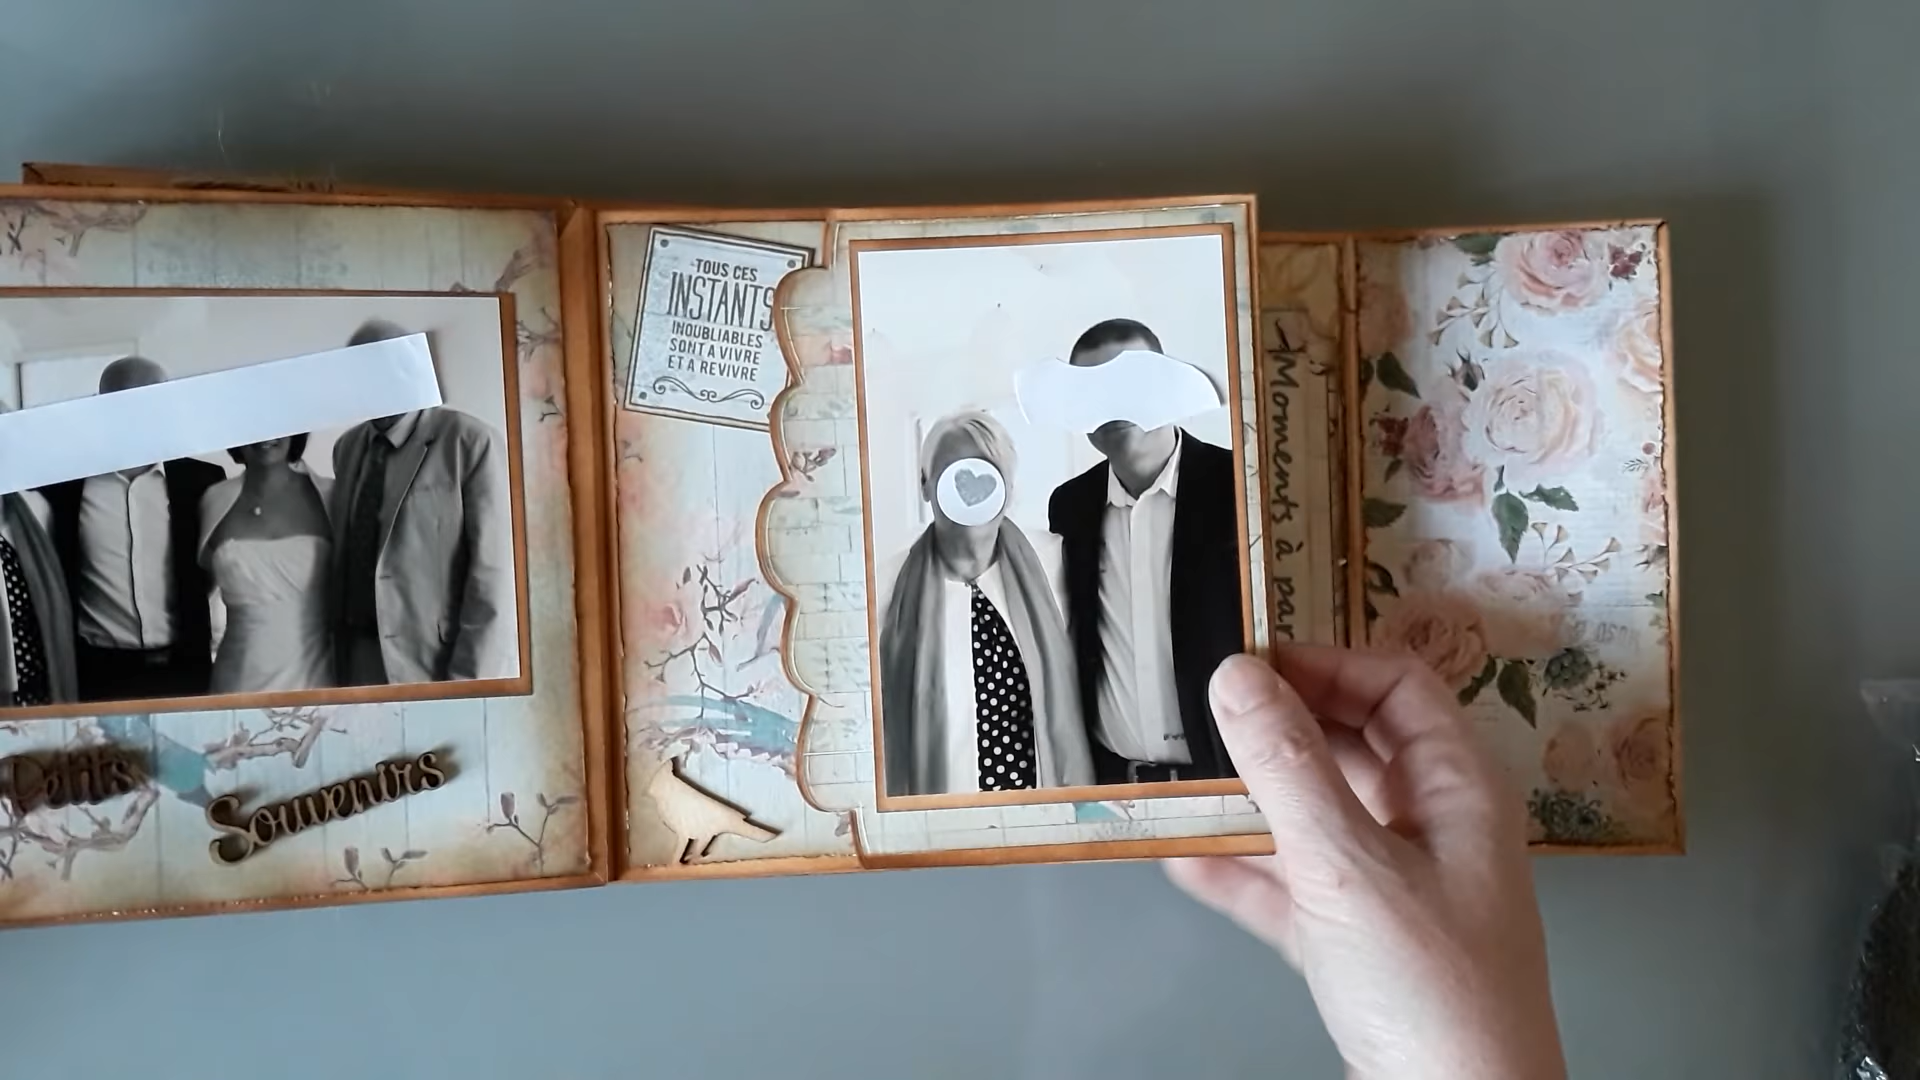 TOUS CES
INSTANTS
INOUBLIABLES
SONT A VIVRE
ET A REVIVRE
Petits
Souvenirs
Moments à par